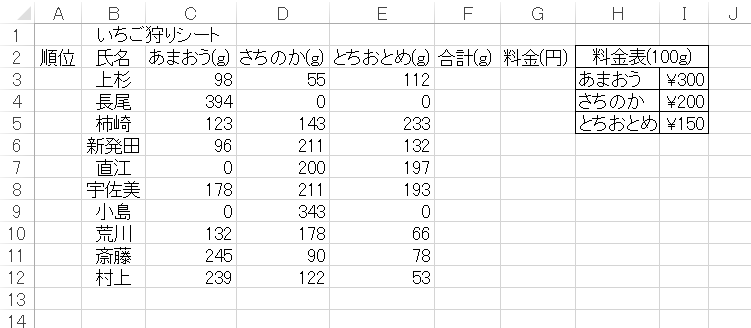 A B C D E F G H I J
1 いちご狩りシート
2 順位 氏名 あまおう(g) さちのか(g) とちおとめ(g) 合計(g) 料金(円) 料金表(100g)
3 上杉 98 55 112 あまおう ¥300
4 長尾 394 0 0 さちのか ¥200
5 柿崎 123 143 233 とちおとめ ¥150
6 新発田 96 211 132
7 直江 0 200 197
8 宇佐美 178 211 193
9 小島 0 343 0
10 荒川 132 178 66
11 斎藤 245 90 78
12 村上 239 122 53
13
14